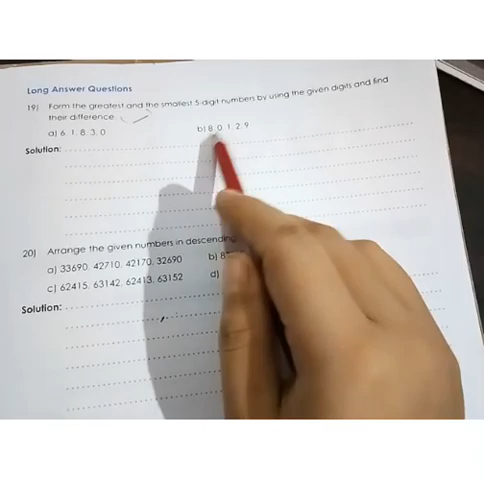 Long Answer Questions
19) Form the greatest and the smallest 5-digit numbers by using the given digits and find
their difference.
a) 6, 1, 8, 3, 0 b) 8, 0, 1, 2, 9
Solution:
20) Arrange the given numbers in descending
a) 33690, 42710, 42170, 32690 b) 8
c) 62415, 63142, 62413, 63152 d)
Solution: